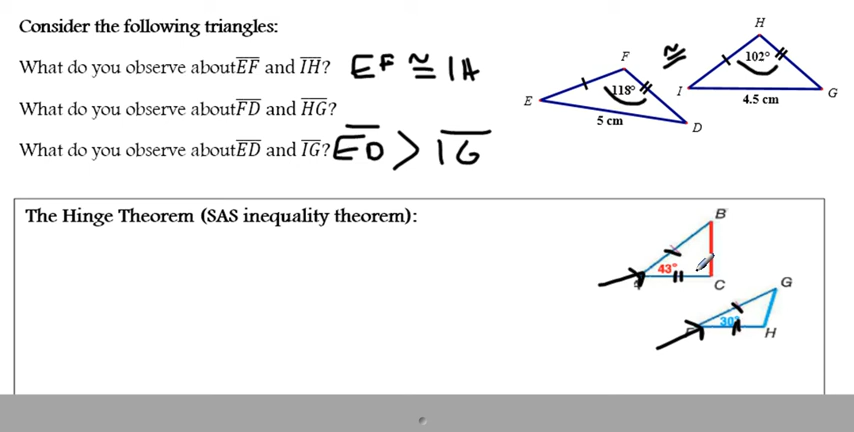 Consider the following triangles:
What do you observe about EF and IH? EF ≅ IH
What do you observe about FD and HG? ≅
What do you observe about ED and IG? ED > IG
H
102°
I
G
4.5 cm
F
118°
E
5 cm
D
The Hinge Theorem (SAS inequality theorem):
B
43°
C
G
30°
H